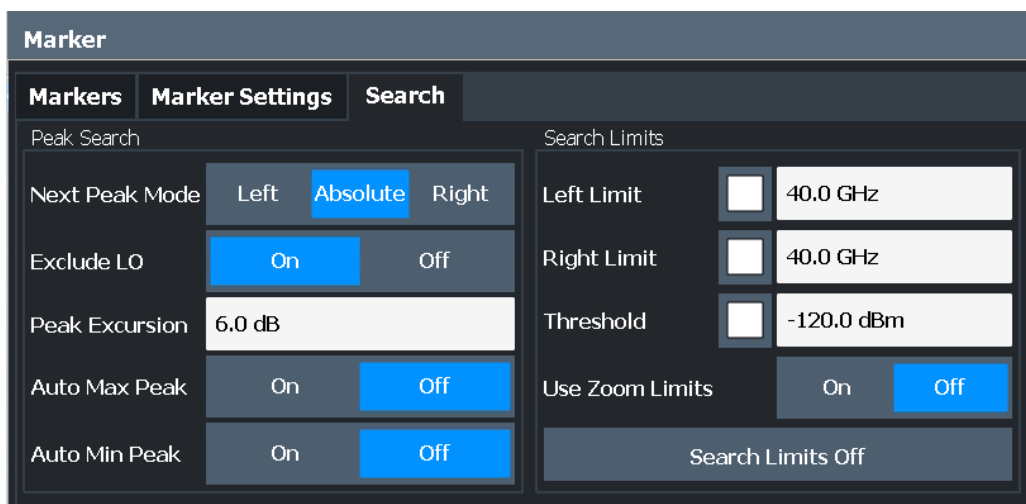 Marker
Markers Marker Settings Search
Peak Search
Next Peak Mode Left Absolute Right
Exclude LO On Off
Peak Excursion 6.0 dB
Auto Max Peak On Off
Auto Min Peak On Off
Search Limits
Left Limit 40.0 GHz
Right Limit 40.0 GHz
Threshold -120.0 dBm
Use Zoom Limits On Off
Search Limits Off